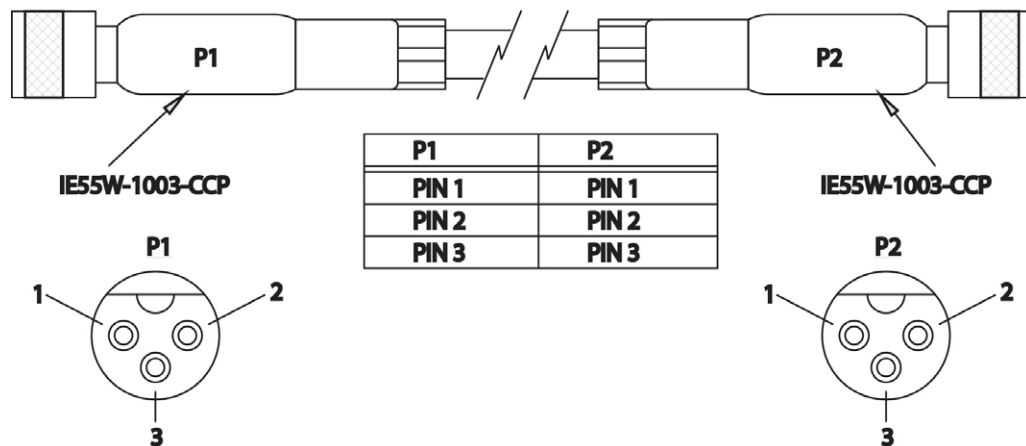 P1
P2
IE55W-1003-CCP
IE55W-1003-CCP
P1 P2
PIN 1 PIN 1
PIN 2 PIN 2
PIN 3 PIN 3
P1
1
2
3
P2
1
2
3